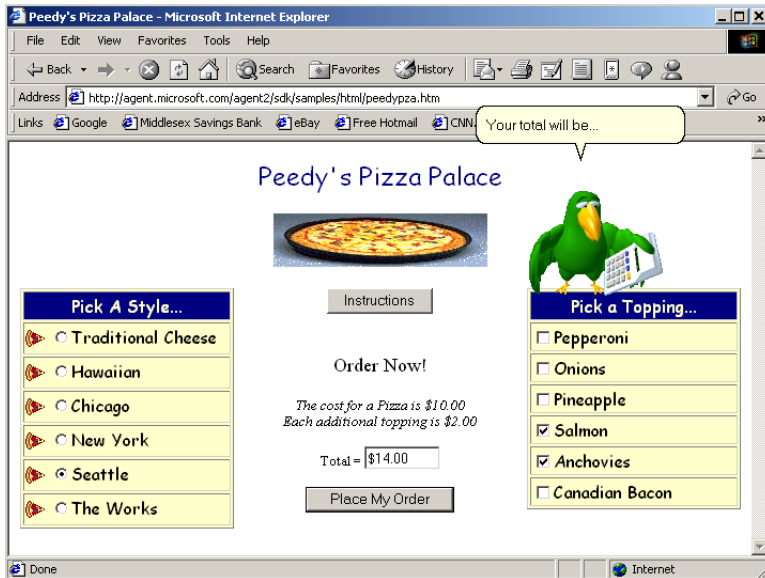 Peedy's Pizza Palace - Microsoft Internet Explorer
File Edit View Favorites Tools Help
Back Search Favorites History
Address http://agent.microsoft.com/agent2/sdk/samples/html/peedypza.htm Go
Links Google Middlesex Savings Bank eBay Free Hotmail CNN.
Your total will be...
Peedy's Pizza Palace
Pick A Style...
Traditional Cheese
Hawaiian
Chicago
New York
Seattle
The Works
Instructions
Order Now!
The cost for a Pizza is $10.00
Each additional topping is $2.00
Total = $14.00
Place My Order
Pick a Topping...
Pepperoni
Onions
Pineapple
Salmon
Anchovies
Canadian Bacon
Done Internet